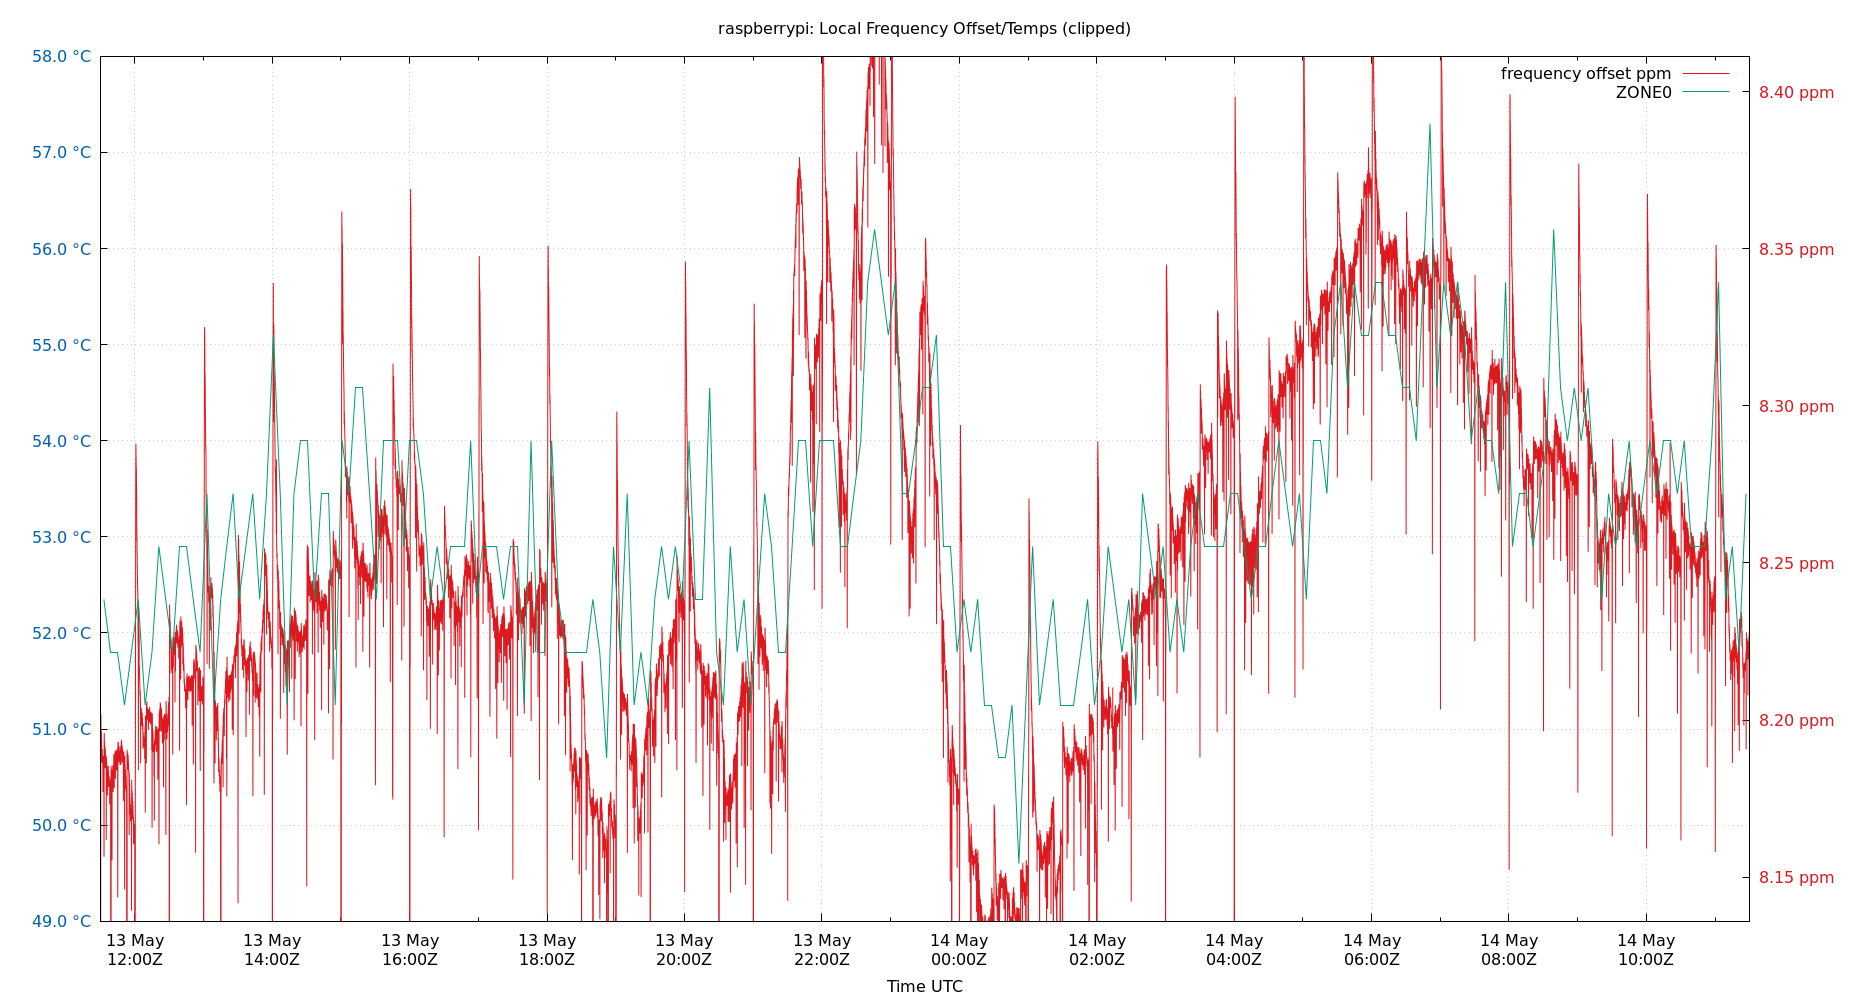 raspberrypi: Local Frequency Offset/Temps (clipped)
58.0 °C
57.0 °C
56.0 °C
55.0 °C
54.0 °C
53.0 °C
52.0 °C
51.0 °C
50.0 °C
49.0 °C
frequency offset ppm
ZONE0
8.40 ppm
8.35 ppm
8.30 ppm
8.25 ppm
8.20 ppm
8.15 ppm
13 May 13 May 13 May 13 May 13 May 13 May 14 May 14 May 14 May 14 May 14 May 14 May
12:00Z 14:00Z 16:00Z 18:00Z 20:00Z 22:00Z 00:00Z 02:00Z 04:00Z 06:00Z 08:00Z 10:00Z
Time UTC